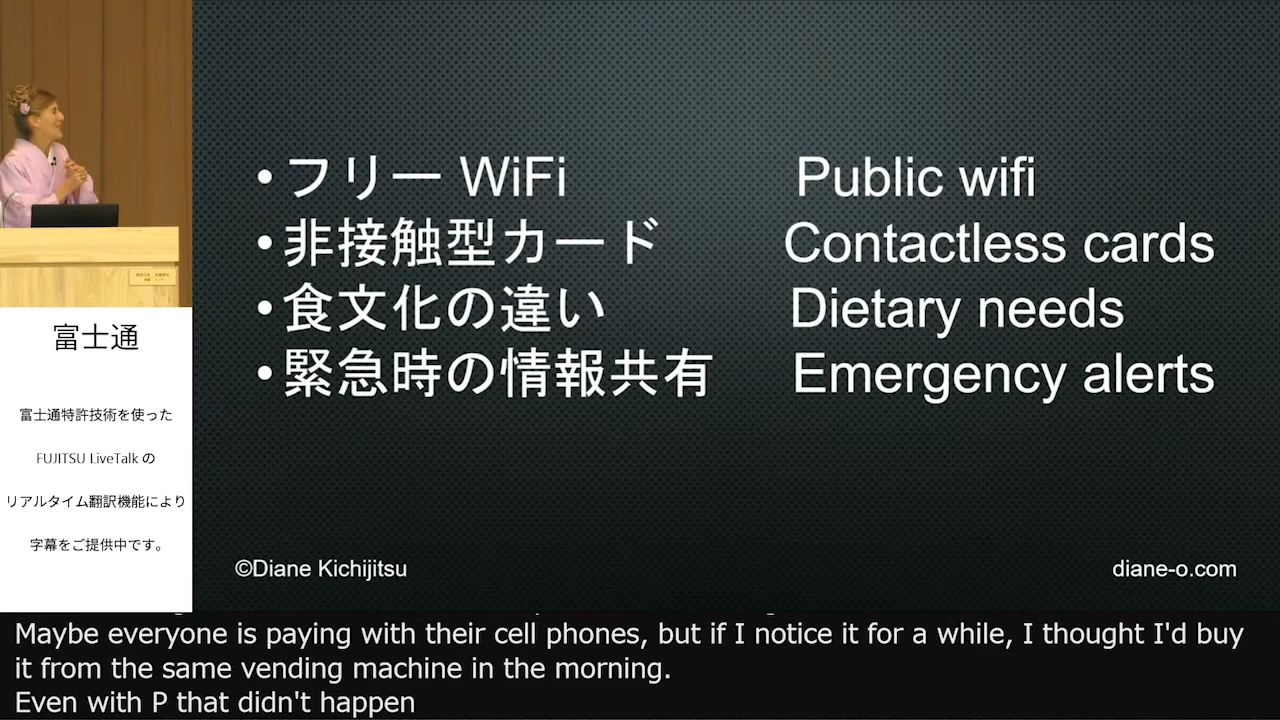 • フリー WiFi Public wifi
• 非接触型カード Contactless cards
• 食文化の違い Dietary needs
• 緊急時の情報共有 Emergency alerts
©Diane Kichijitsu diane-o.com
富士通
富士通特許技術を使った
FUJITSU LiveTalk の
リアルタイム翻訳機能により
字幕をご提供中です。
Maybe everyone is paying with their cell phones, but if I notice it for a while, I thought I'd buy
it from the same vending machine in the morning.
Even with P that didn't happen